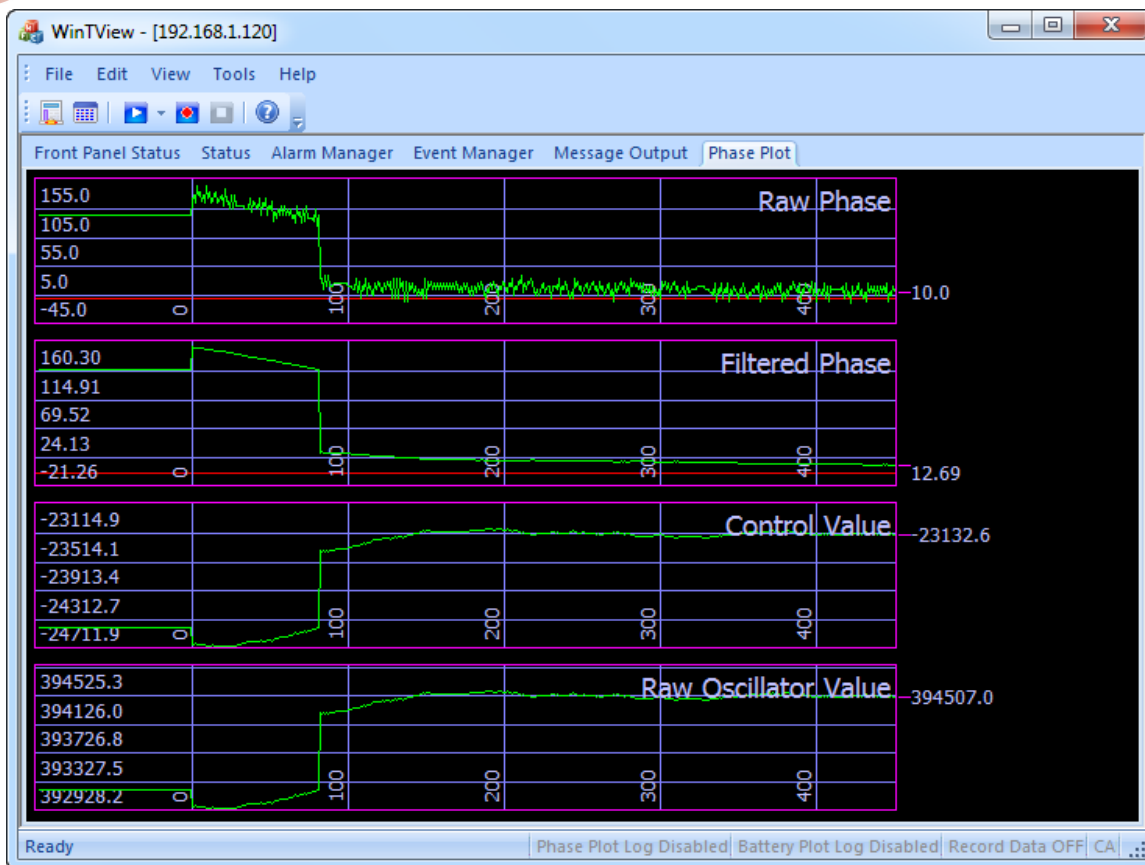 WinTView - [192.168.1.120]
File Edit View Tools Help
Front Panel Status Status Alarm Manager Event Manager Message Output Phase Plot
155.0
105.0
55.0
5.0
-45.0
0 100 200 300 400
Raw Phase
10.0
160.30
114.91
69.52
24.13
-21.26
0 100 200 300 400
Filtered Phase
12.69
-23114.9
-23514.1
-23913.4
-24312.7
-24711.9
0 100 200 300 400
Control Value
-23132.6
394525.3
394126.0
393726.8
393327.5
392928.2
0 100 200 300 400
Raw Oscillator Value
394507.0
Ready Phase Plot Log Disabled Battery Plot Log Disabled Record Data OFF CA